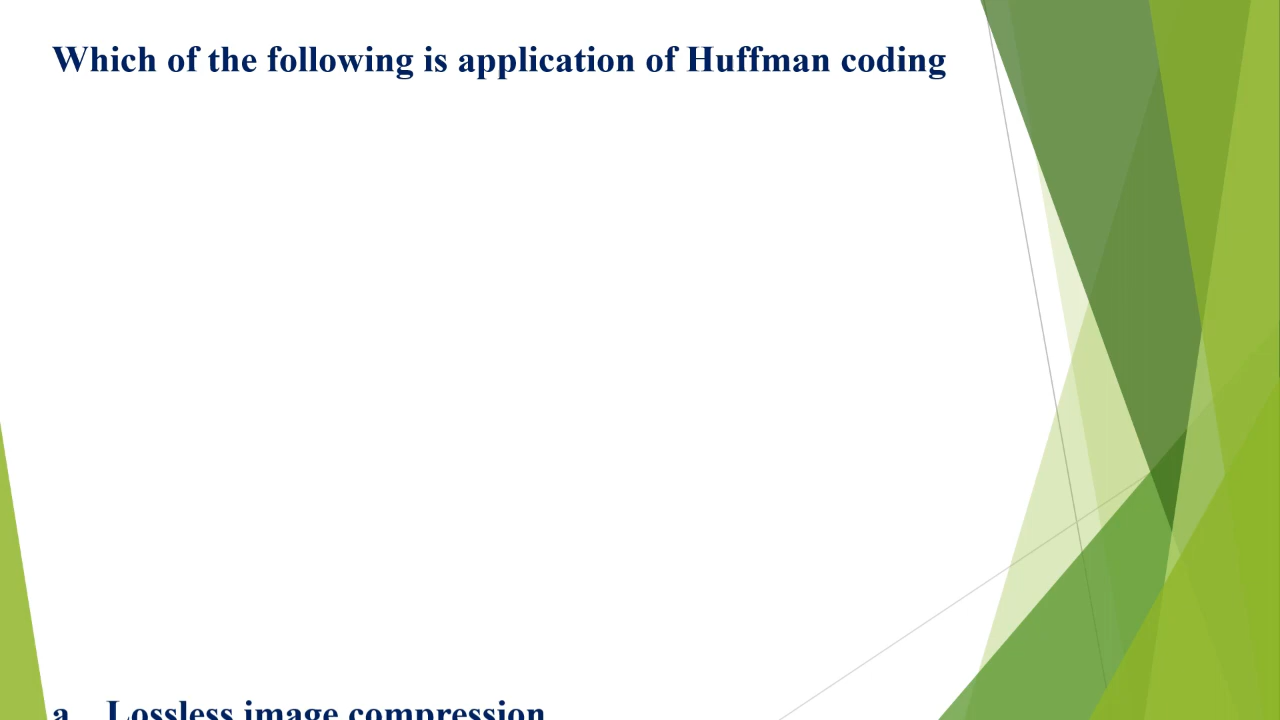 Which of the following is application of Huffman coding
a. Lossless image compression